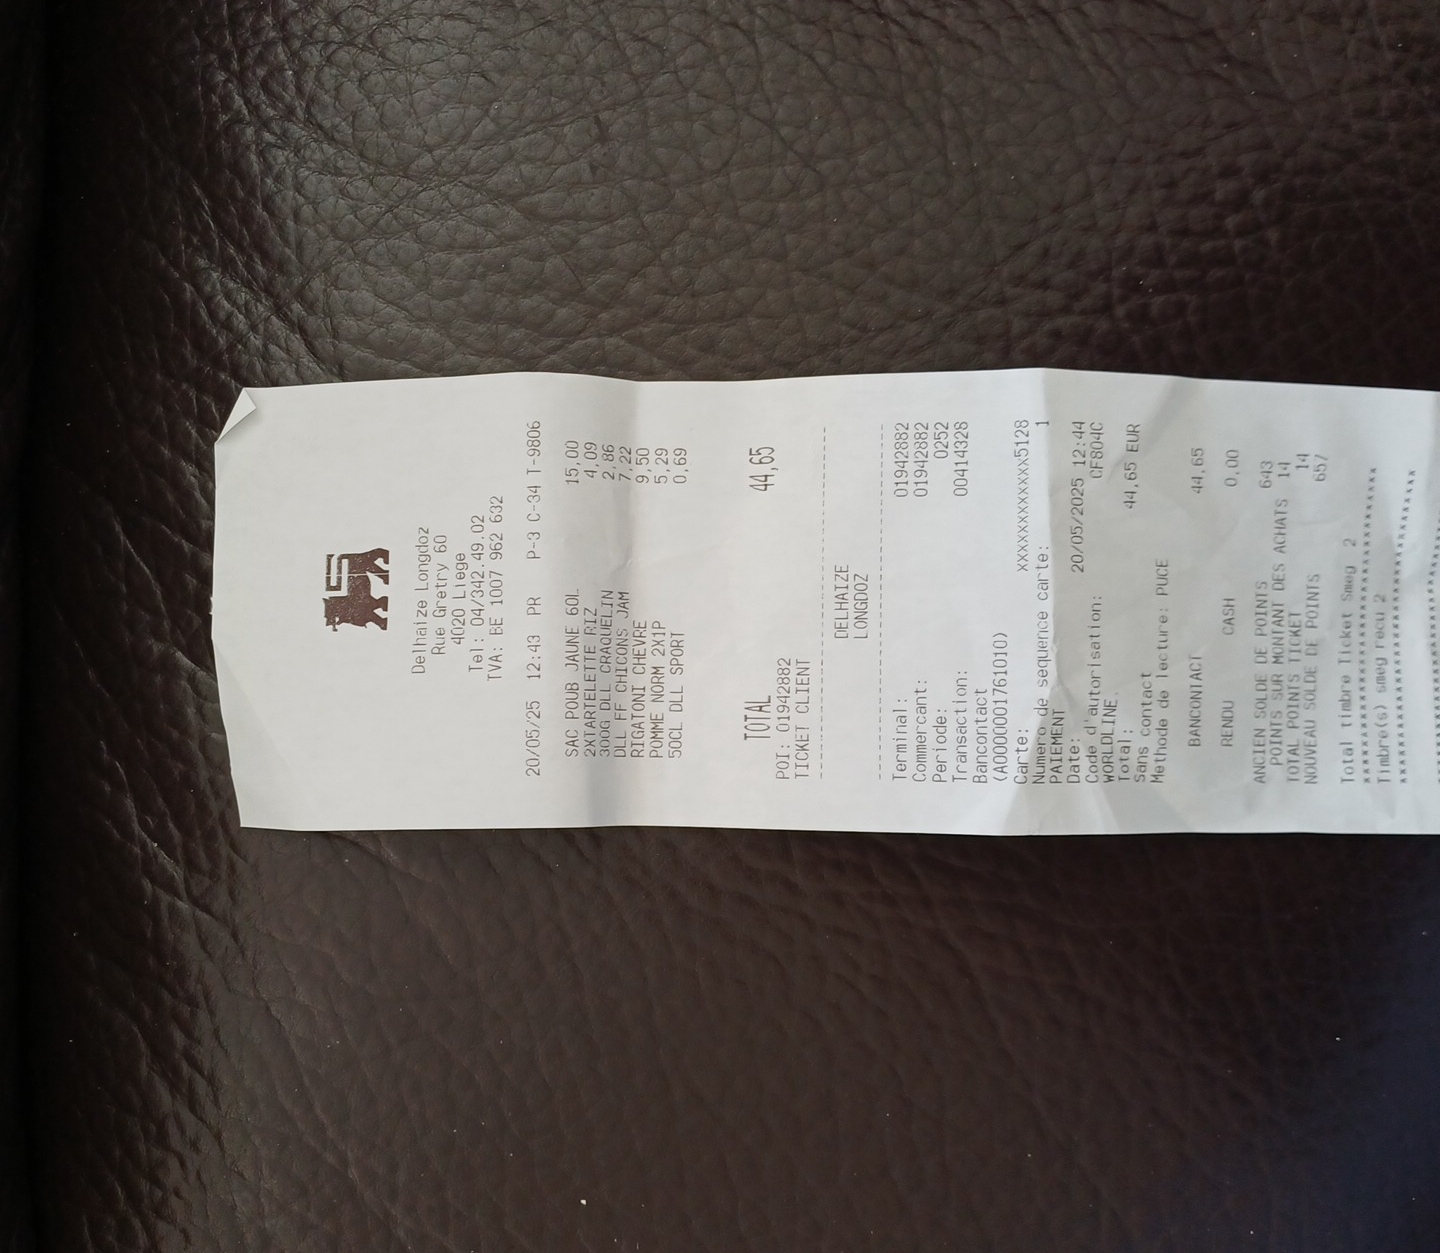 Delhaize Longdoz
Rue Gretry 60
4020 Liege
Tel: 04/342.49.02
TVA: BE 1007 962 632
20/05/25 12:43 PR P-3 C-34 T-9806
SAC POUB JAUNE 60L 15,00
2XTARTELETTE RIZ 4,09
300G DLL CRAQUELIN 2,86
DLL FF CHICONS JAM 7,22
RIGATONI CHEVRE 9,50
POMME NORM 2X1P 5,29
50CL DLL SPORT 0,69
TOTAL 44,65
POI: 01942882
TICKET CLIENT
DELHAIZE
LONGDOZ
Terminal: 01942882
Commercant: 01942882
Periode: 0252
Transaction: 00414328
Bancontact
(A0000001761010)
Carte: xxxxxxxxxxxxx5128
Numero de sequence carte: 1
PAIEMENT
Date: 20/05/2025 12:44
Code d'autorisation: CF804C
WORLDLINE
Total: 44,65 EUR
Sans contact
Methode de lecture: PUCE
BANCONTACT 44,65
RENDU CASH 0,00
ANCIEN SOLDE DE POINTS 643
POINTS SUR MONTANT DES ACHATS 14
TOTAL POINTS TICKET 14
NOUVEAU SOLDE DE POINTS 657
Total timbre Ticket Smeg 2
Timbre(s) smeg recu 2